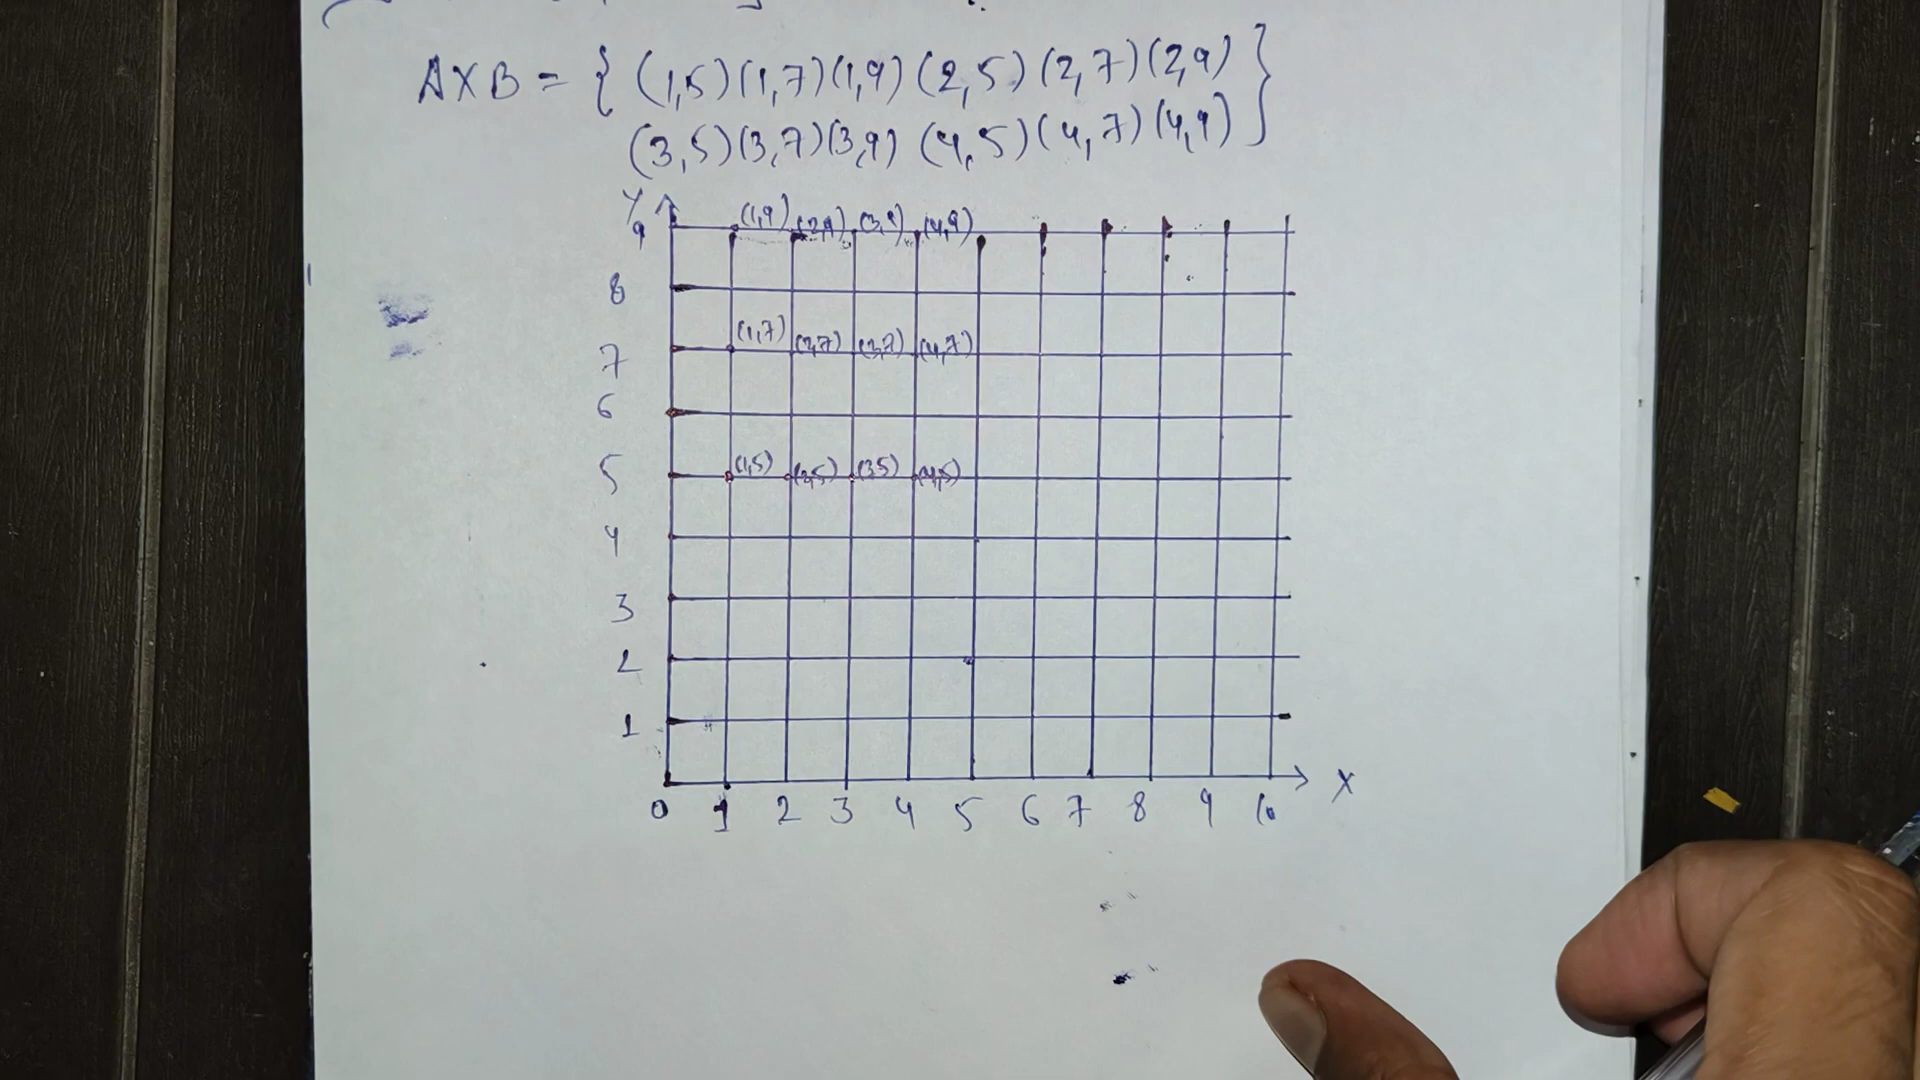 AXB = { (1,5)(1,7)(1,9)(2,5)(2,7)(2,9) }
(3,5)(3,7)(3,9)(4,5)(4,7)(4,9)
Y
9 (1,9) (2,9) (3,9) (4,9)
8
(1,7) (2,7) (3,7) (4,7)
7
6
5 (1,5) (2,5) (3,5) (4,5)
4
3
2
1
X
0 1 2 3 4 5 6 7 8 9 10